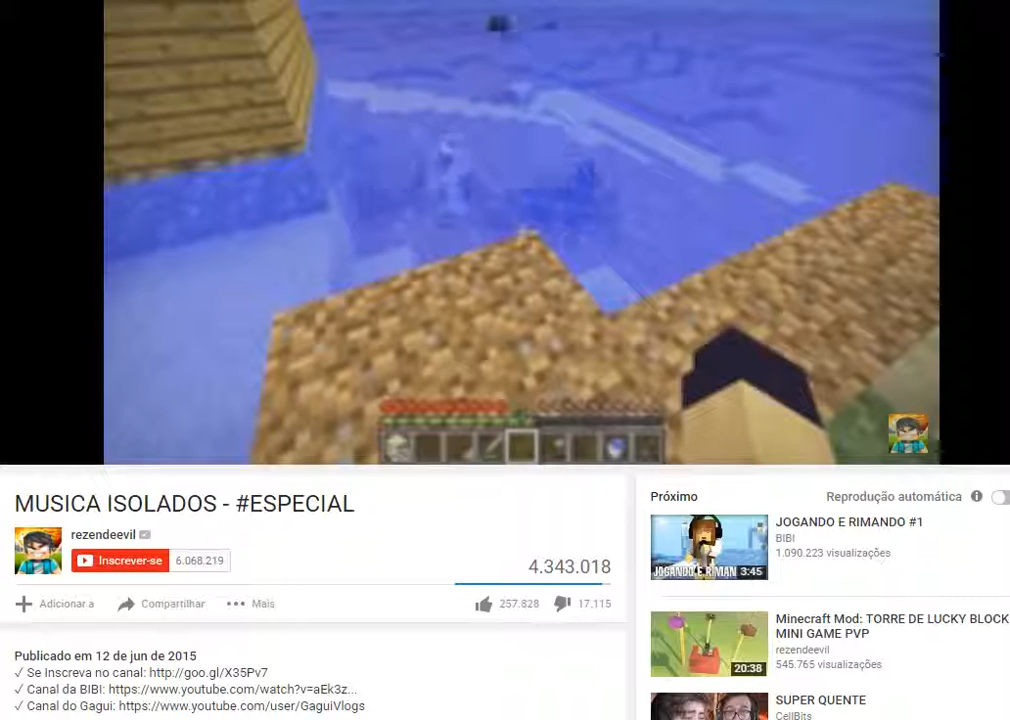 MUSICA ISOLADOS - #ESPECIAL
rezendeevil
Inscrever-se 6.068.219
4.343.018
Adicionar a Compartilhar Mais 257.828 17.115
Publicado em 12 de jun de 2015
✓ Se Inscreva no canal: http://goo.gl/X35Pv7
✓ Canal da BIBI: https://www.youtube.com/watch?v=aEk3z...
✓ Canal do Gagui: https://www.youtube.com/user/GaguiVlogs
Próximo Reprodução automática
JOGANDO E RIMAN 3:45
JOGANDO E RIMANDO #1
BIBI
1.090.223 visualizações
20:38
Minecraft Mod: TORRE DE LUCKY BLOCK
MINI GAME PVP
rezendeevil
545.765 visualizações
SUPER QUENTE
CellBits